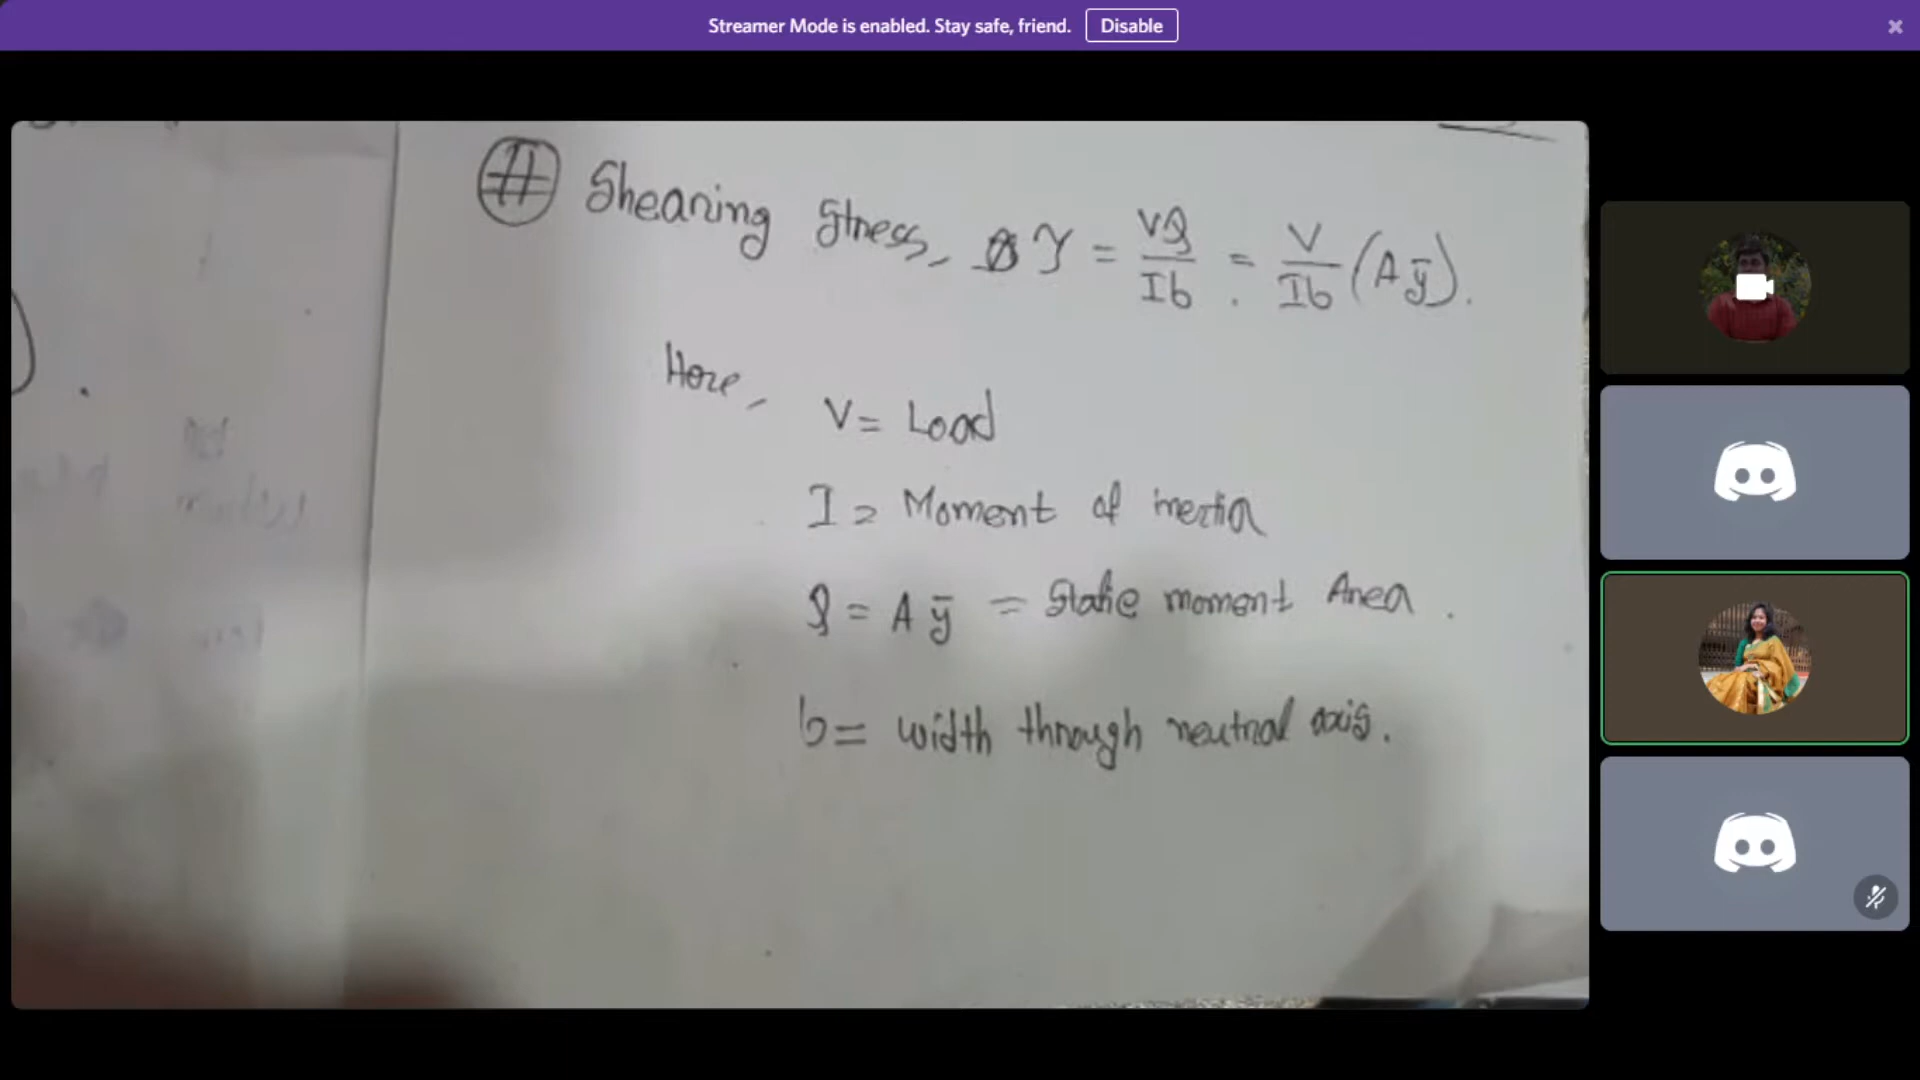 Streamer Mode is enabled. Stay safe, friend. Disable
# Shearing Stress, τ = VQ/Ib = V/Ib (Aȳ).
Here,
V = Load
I = Moment of inertia
Q = Aȳ = Static moment Area.
b = width through neutral axis.